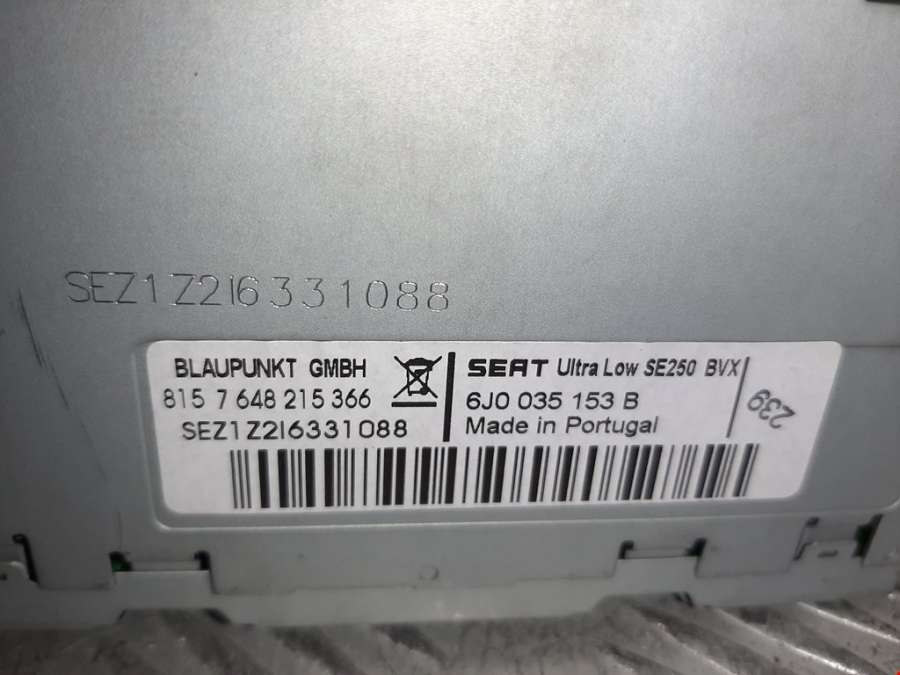 SEZ1Z2I6331088
BLAUPUNKT GMBH
815 7 648 215 366
SEZ1Z2I6331088
SEAT Ultra Low SE250 BVX
6J0 035 153 B
Made in Portugal
239